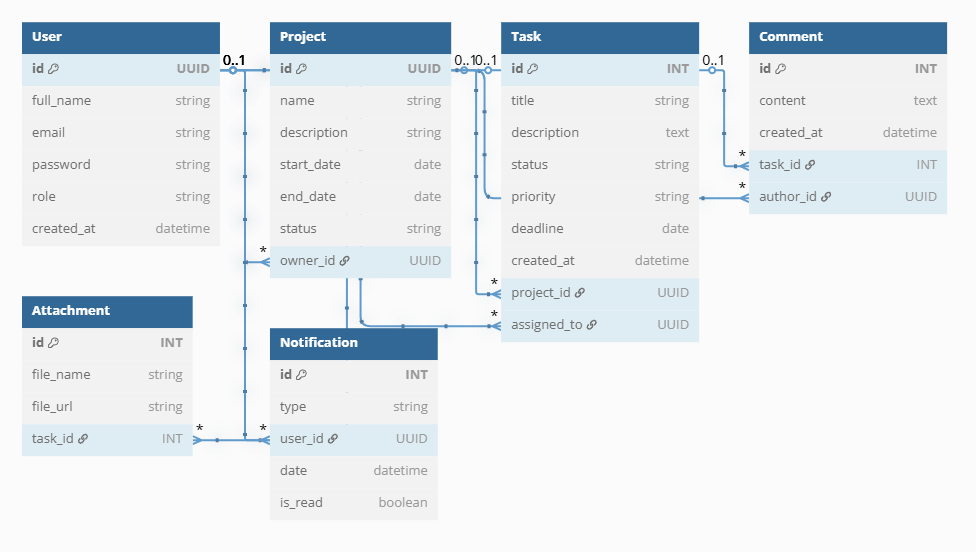 User
id UUID
full_name string
email string
password string
role string
created_at datetime
0..1
Project
id UUID
name string
description string
start_date date
end_date date
status string
* owner_id UUID
0..1 0..1
Task
id INT
title string
description text
status string
priority string
deadline date
created_at datetime
* project_id UUID
* assigned_to UUID
0..1
Comment
id INT
content text
created_at datetime
* task_id INT
* author_id UUID
Attachment
id INT
file_name string
file_url string
task_id INT *
Notification
id INT
type string
* user_id UUID
date datetime
is_read boolean